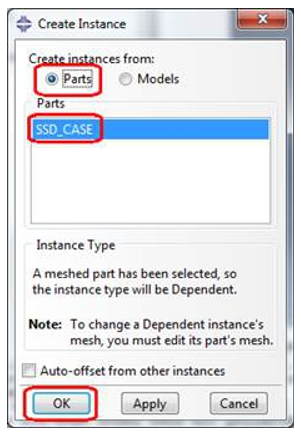 Create Instance
Create instances from:
Parts Models
Parts
SSD_CASE
Instance Type
A meshed part has been selected, so
the instance type will be Dependent.
Note: To change a Dependent instance's
mesh, you must edit its part's mesh.
Auto-offset from other instances
OK Apply Cancel